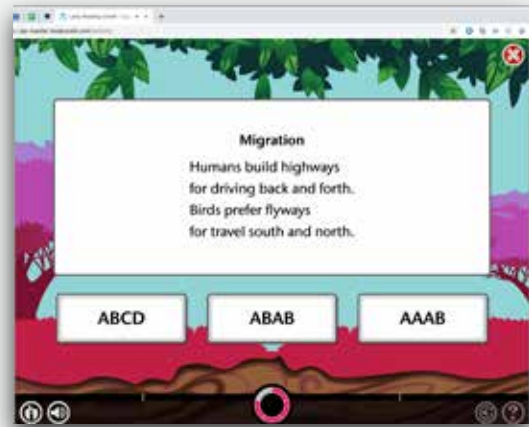 Migration
Humans build highways
for driving back and forth.
Birds prefer flyways
for travel south and north.
ABCD
ABAB
AAAB
?